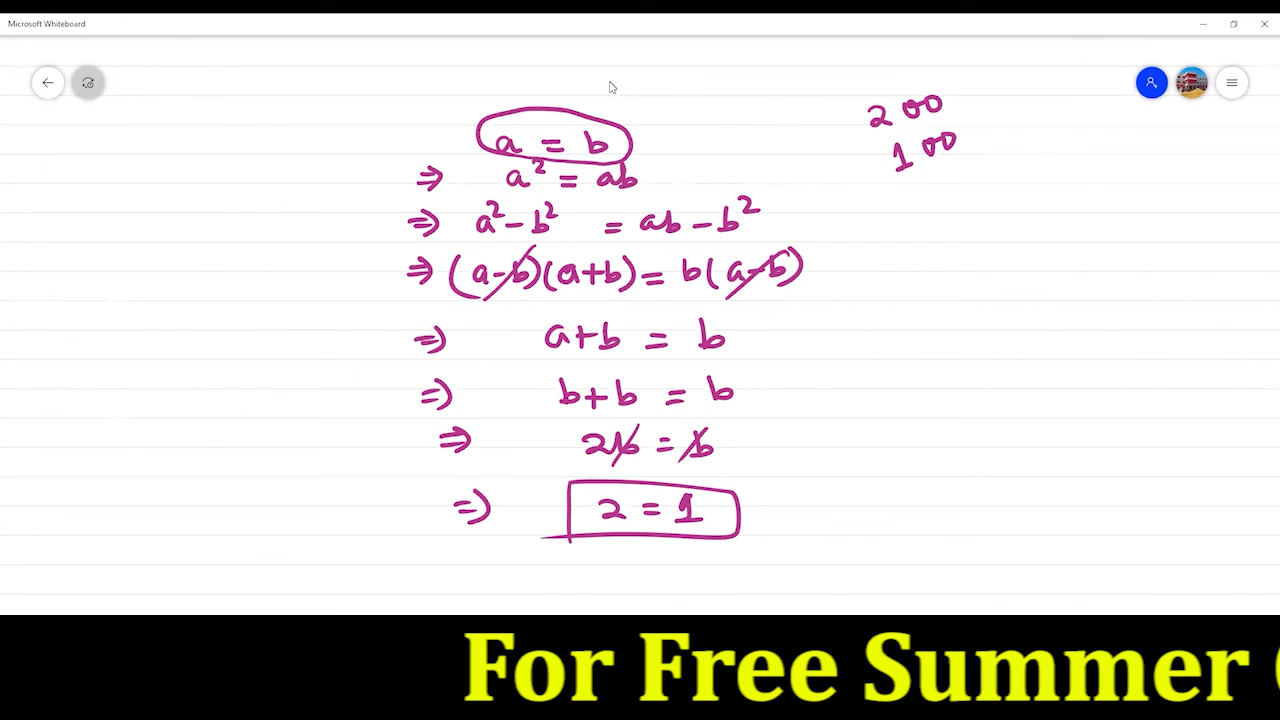 Microsoft Whiteboard
200
100
a = b
⇒ a² = ab
⇒ a² - b² = ab - b²
⇒ (a-b)(a+b) = b(a-b)
⇒ a+b = b
⇒ b+b = b
⇒ 2b = b
⇒ 2 = 1
For Free Summer